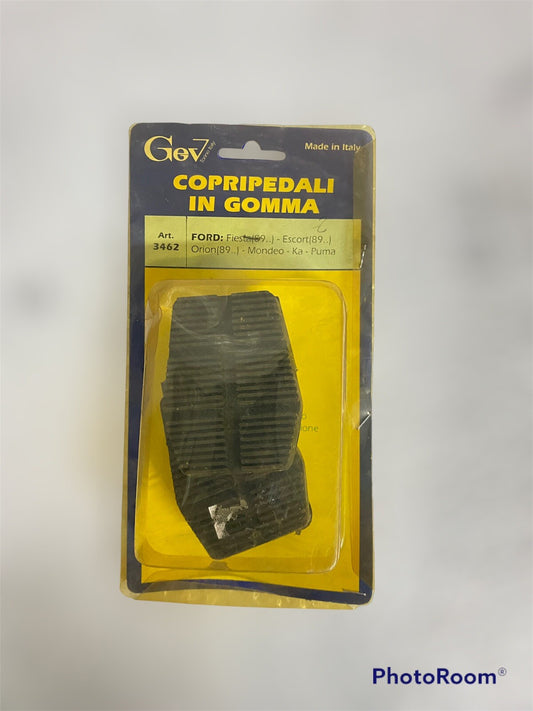 Gev
Made in Italy
COPRIPEDALI
IN GOMMA
Art.
3462
FORD: Fiesta(89..) - Escort(89..)
Orion(89..) - Mondeo - Ka - Puma
ione
PhotoRoom®